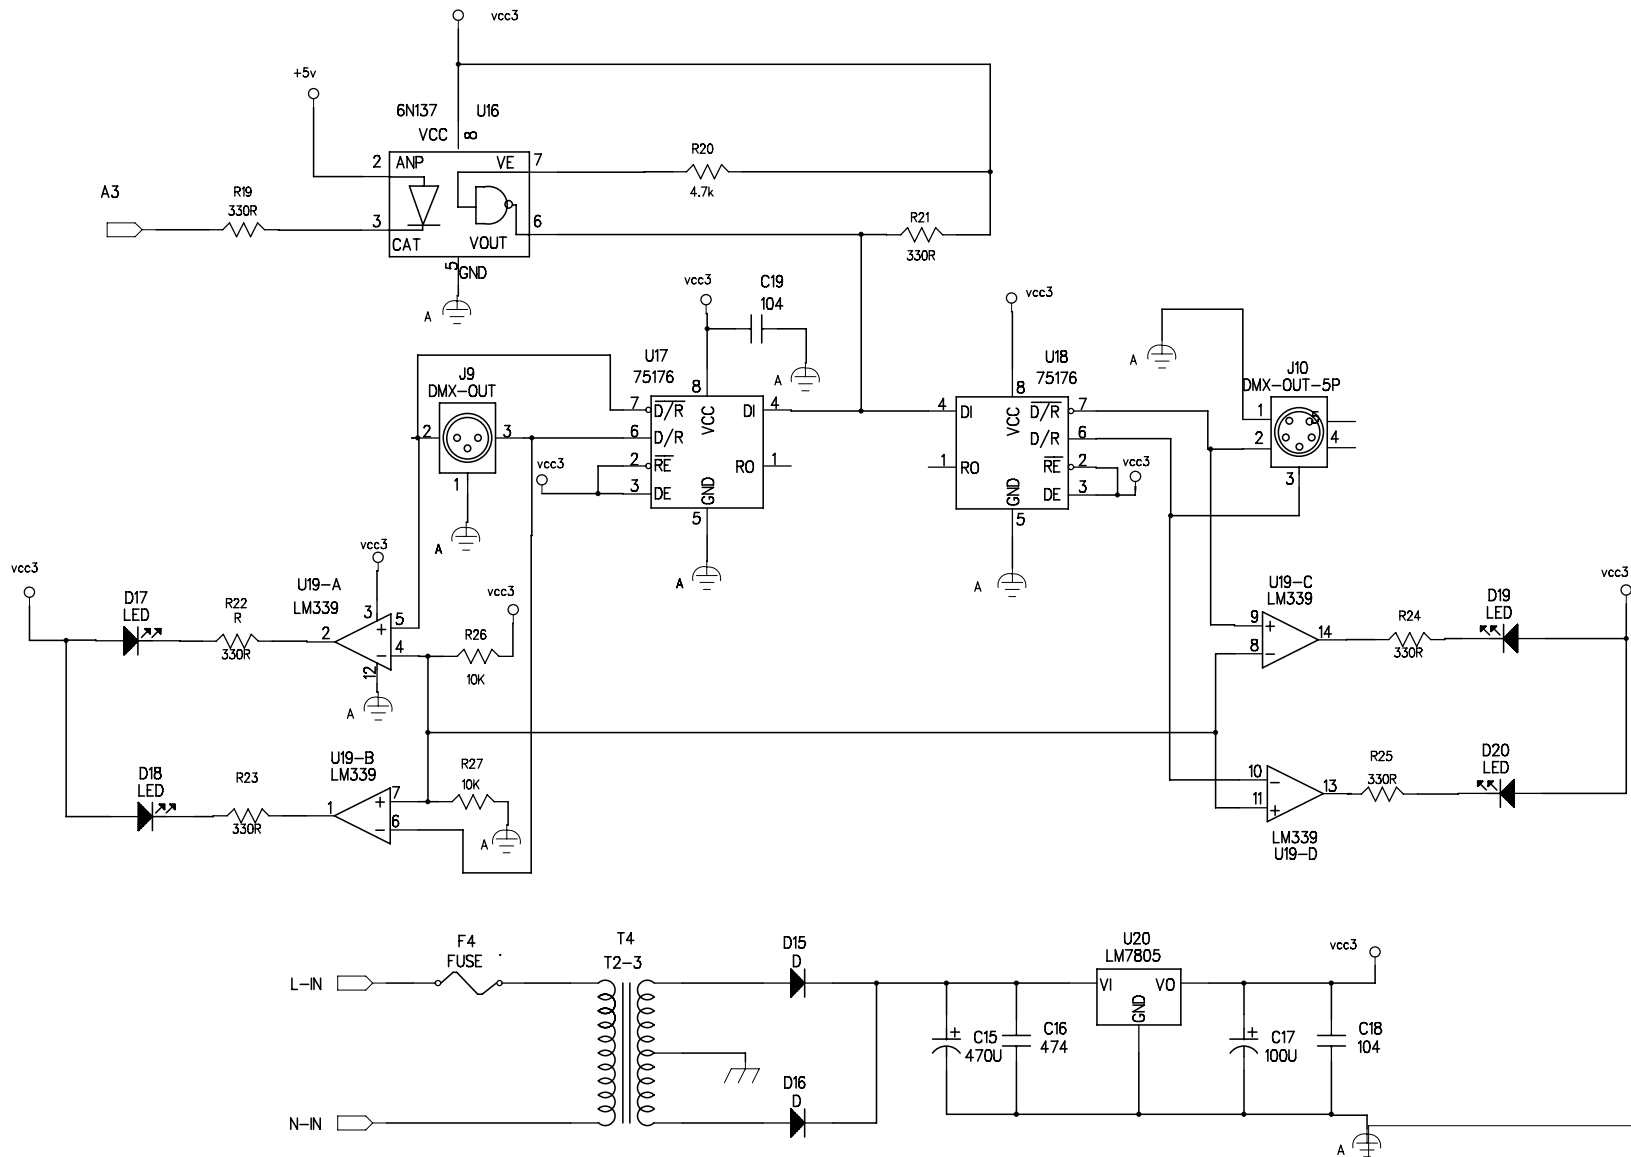 vcc3
+5v
6N137 U16
VCC 8
2 ANP VE 7
R20
4.7k
A3
R19
330R
3 CAT VOUT 6
R21
330R
5 GND
A
vcc3
C19
104
A
vcc3
A
U17
75176
U18
75176
J9
DMX-OUT
J10
DMX-OUT-5P
8
VCC
7 D/R DI 4
6 D/R
2 RE RO 1
3 DE
GND
5
A
vcc3
8
VCC
4 DI D/R 7
D/R 6
1 RO RE 2
DE 3
GND
5
A
vcc3
2 3
1
A
1 5
2 4
3
vcc3
D17
LED
R22
R
330R
U19-A
LM339
vcc3
3 5
2 + -
4
12
A
vcc3
R26
10K
U19-C
LM339
9 +
8 -
14
R24
330R
D19
LED
vcc3
D18
LED
R23
330R
U19-B
LM339
1 + 7
- 6
R27
10K
A
10 -
11 +
13
R25
330R
D20
LED
LM339
U19-D
F4
FUSE
T4
T2-3
D15
D
U20
LM7805
vcc3
L-IN
VI VO
GND
+ C15
470U
C16
474
+ C17
100U
C18
104
D16
D
N-IN
A